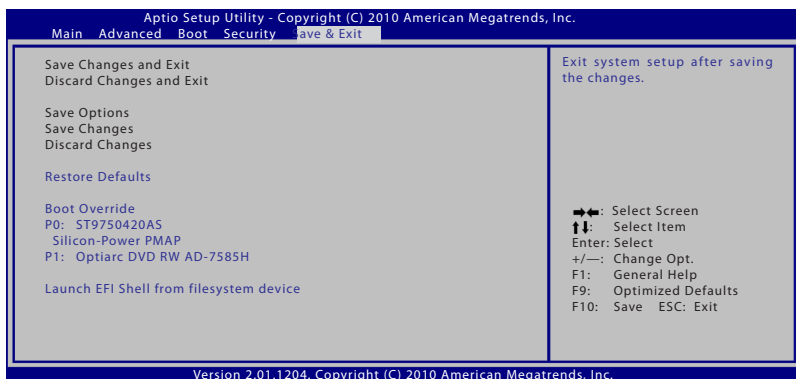 Aptio Setup Utility - Copyright (C) 2010 American Megatrends, Inc.
Main Advanced Boot Security Save & Exit
Save Changes and Exit
Discard Changes and Exit
Save Options
Save Changes
Discard Changes
Restore Defaults
Boot Override
P0: ST9750420AS
Silicon-Power PMAP
P1: Optiarc DVD RW AD-7585H
Launch EFI Shell from filesystem device
Exit system setup after saving
the changes.
→←: Select Screen
↑↓: Select Item
Enter: Select
+/—: Change Opt.
F1: General Help
F9: Optimized Defaults
F10: Save ESC: Exit
Version 2.01.1204. Copyright (C) 2010 American Megatrends, Inc.